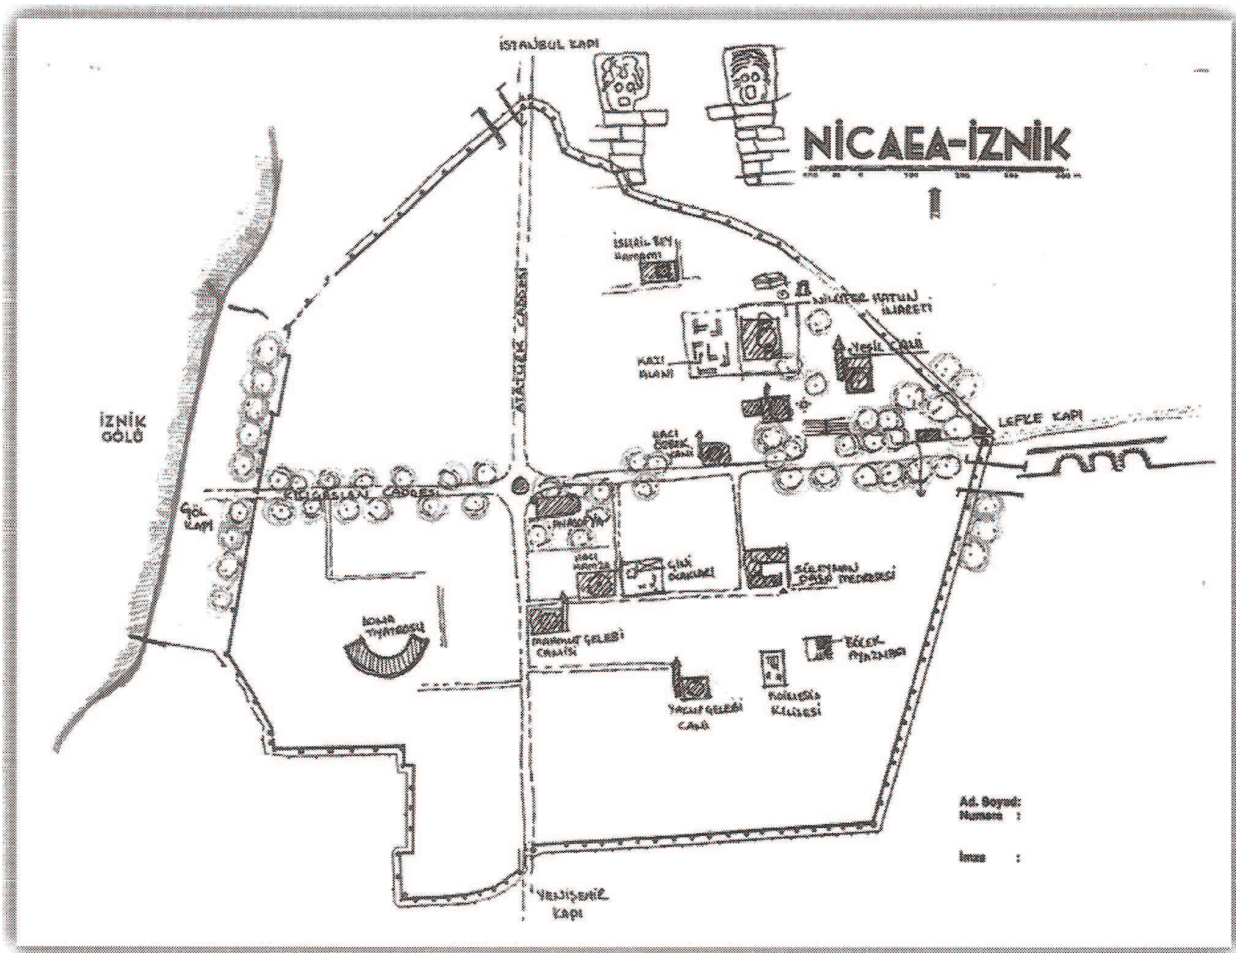 İSTANBUL KAPI
NICAEA-İZNİK
İSMAİL BEY
HAMAMI
ATATÜRK CADDESİ
NİLÜFER HATUN
İMARETİ
KAZI
ALANI
YEŞİL CAMİ
İZNİK
GÖLÜ
LEFKE KAPI
HACI
ÖZBEK
CAMİ
KILIÇASLAN CADDESİ
GÖL
KAPI
AYASOFYA
HACI
HAMZA
ÇİNİ
OCAKLARI
SÜLEYMAN
PAŞA MEDRESESİ
ROMA
TİYATROSU
MAHMUT ÇELEBİ
CAMİSİ
BÖCEK
AYAZMASI
YAKUP ÇELEBİ
CAMİ
KOİMESİS
KİLİSESİ
Ad. Soyad:
Numara :
İmza :
YENİŞEHİR
KAPI